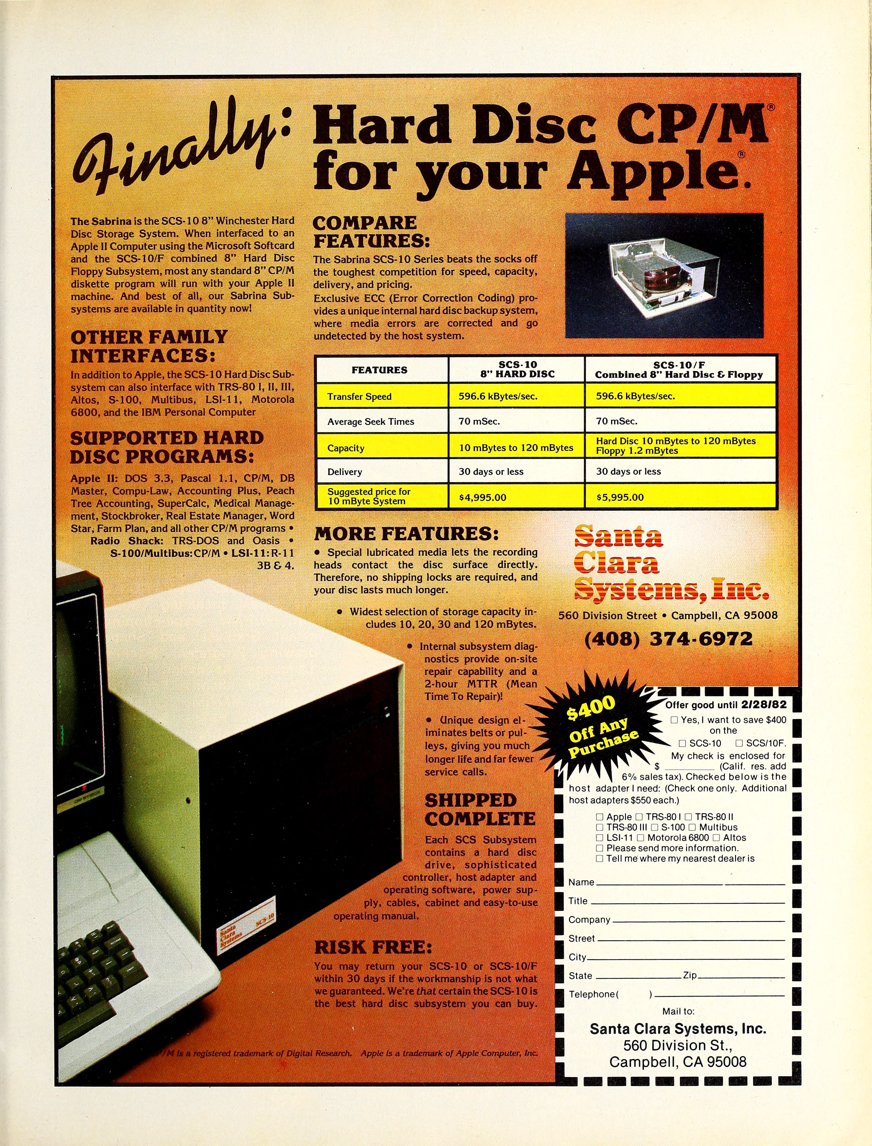 Finally:
Hard Disc CP/M®
for your Apple®.
The Sabrina is the SCS-10 8" Winchester Hard
Disc Storage System. When interfaced to an
Apple II Computer using the Microsoft Softcard
and the SCS-10/F combined 8" Hard Disc
Floppy Subsystem, most any standard 8" CP/M
diskette program will run with your Apple II
machine. And best of all, our Sabrina Sub-
systems are available in quantity now!
OTHER FAMILY
INTERFACES:
In addition to Apple, the SCS-10 Hard Disc Sub-
system can also interface with TRS-80 I, II, III,
Altos, S-100, Multibus, LSI-11, Motorola
6800, and the IBM Personal Computer
SUPPORTED HARD
DISC PROGRAMS:
Apple II: DOS 3.3, Pascal 1.1, CP/M, DB
Master, Compu-Law, Accounting Plus, Peach
Tree Accounting, SuperCalc, Medical Manage-
ment, Stockbroker, Real Estate Manager, Word
Star, Farm Plan, and all other CP/M programs •
Radio Shack: TRS-DOS and Oasis •
S-100/Multibus: CP/M • LSI-11: R-11
3B & 4.
COMPARE
FEATURES:
The Sabrina SCS-10 Series beats the socks off
the toughest competition for speed, capacity,
delivery, and pricing.
Exclusive ECC (Error Correction Coding) pro-
vides a unique internal hard disc backup system,
where media errors are corrected and go
undetected by the host system.
FEATURES SCS-10 8" HARD DISC SCS-10/F Combined 8" Hard Disc & Floppy
Transfer Speed 596.6 kBytes/sec. 596.6 kBytes/sec.
Average Seek Times 70 mSec. 70 mSec.
Capacity 10 mBytes to 120 mBytes Hard Disc 10 mBytes to 120 mBytes Floppy 1.2 mBytes
Delivery 30 days or less 30 days or less
Suggested price for 10 mByte System $4,995.00 $5,995.00
MORE FEATURES:
• Special lubricated media lets the recording
heads contact the disc surface directly.
Therefore, no shipping locks are required, and
your disc lasts much longer.
• Widest selection of storage capacity in-
cludes 10, 20, 30 and 120 mBytes.
• Internal subsystem diag-
nostics provide on-site
repair capability and a
2-hour MTTR (Mean
Time To Repair)!
• Unique design el-
iminates belts or pul-
leys, giving you much
longer life and far fewer
service calls.
SHIPPED
COMPLETE
Each SCS Subsystem
contains a hard disc
drive, sophisticated
controller, host adapter and
operating software, power sup-
ply, cables, cabinet and easy-to-use
operating manual.
RISK FREE:
You may return your SCS-10 or SCS-10/F
within 30 days if the workmanship is not what
we guaranteed. We're that certain the SCS-10 is
the best hard disc subsystem you can buy.
/M is a registered trademark of Digital Research. Apple is a trademark of Apple Computer, Inc.
Santa
Clara
Systems
SCS-10
Santa
Clara
Systems, Inc.
560 Division Street • Campbell, CA 95008
(408) 374-6972
$400
Off Any
Purchase
Offer good until 2/28/82
☐ Yes, I want to save $400
on the
☐ SCS-10 ☐ SCS/10F.
My check is enclosed for
$ ________ (Calif. res. add
6% sales tax). Checked below is the
host adapter I need: (Check one only. Additional
host adapters $550 each.)
☐ Apple ☐ TRS-80 I ☐ TRS-80 II
☐ TRS-80 III ☐ S-100 ☐ Multibus
☐ LSI-11 ☐ Motorola 6800 ☐ Altos
☐ Please send more information.
☐ Tell me where my nearest dealer is
Name
Title
Company
Street
City
State Zip
Telephone( )
Mail to:
Santa Clara Systems, Inc.
560 Division St.,
Campbell, CA 95008